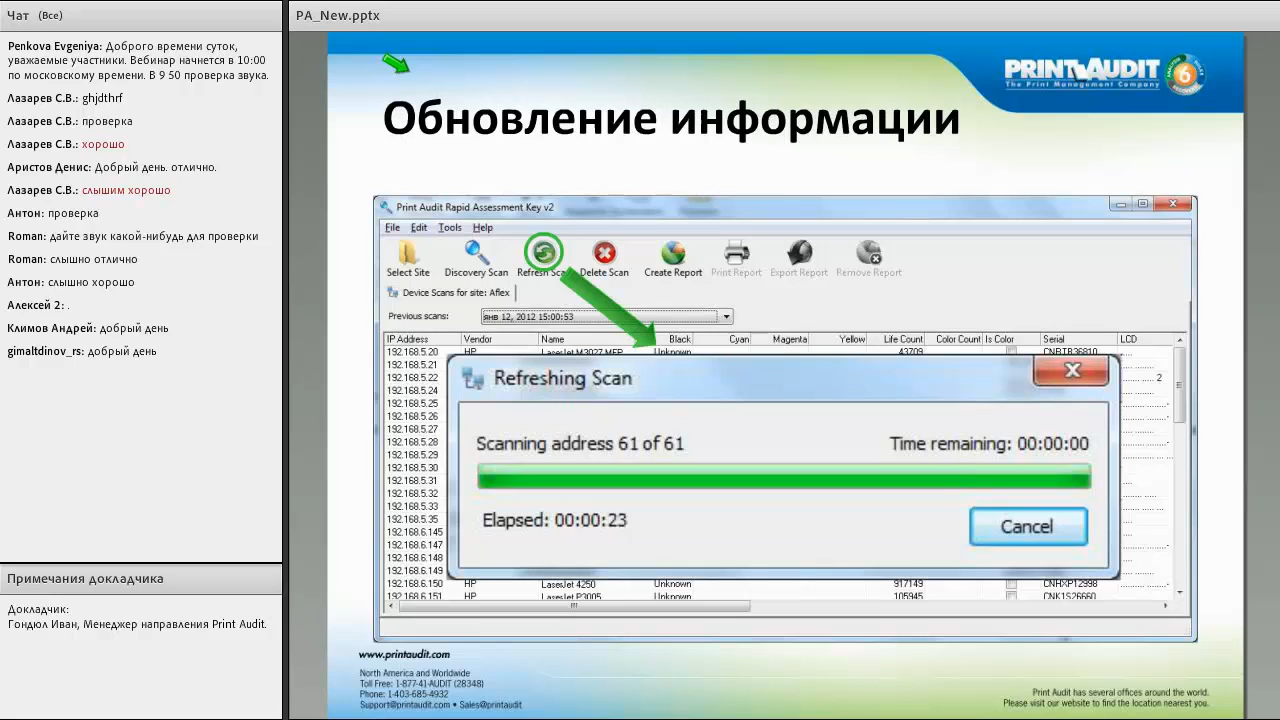 Чат (Все)
Penkova Evgeniya: Доброго времени суток,
уважаемые участники. Вебинар начнется в 10:00
по московскому времени. В 9 50 проверка звука.
Лазарев С.В.: ghjdthrf
Лазарев С.В.: проверка
Лазарев С.В.: хорошо
Аристов Денис: Добрый день. отлично.
Лазарев С.В.: слышим хорошо
Антон: проверка
Roman: дайте звук какой-нибудь для проверки
Roman: слышно отлично
Антон: слышно хорошо
Алексей 2: .
Климов Андрей: добрый день
gimaltdinov_rs: добрый день
Примечания докладчика
Докладчик:
Гондюл Иван, Менеджер направления Print Audit.
PA_New.pptx
PRINT AUDIT 6
The Print Management Company
Обновление информации
Print Audit Rapid Assessment Key v2
File Edit Tools Help
Select Site Discovery Scan Refresh Delete Scan Create Report Print Report Export Report Remove Report
Device Scans for site: Aflex
Previous scans: янв 12, 2012 15:00:53
IP Address Vendor Name Black Cyan Magenta Yellow Life Count Color Count Is Color Serial LCD
192.168.5.20 HP LaserJet M3027 MFP Unknown 43709 CNBTB36810
192.168.5.21
192.168.5.22 2
192.168.5.24
192.168.5.25
192.168.5.26
192.168.5.27
192.168.5.28
192.168.5.29
192.168.5.30
192.168.5.31
192.168.5.32
192.168.5.33
192.168.5.35
192.168.6.145
192.168.6.147
192.168.6.148
192.168.6.149
192.168.6.150 HP LaserJet 4250 Unknown 917149 CNHXP12998
192.168.6.151 HP LaserJet P3005 Unknown 105945 CNK1S26660
Refreshing Scan
Scanning address 61 of 61 Time remaining: 00:00:00
Elapsed: 00:00:23
Cancel
www.printaudit.com
North America and Worldwide
Toll Free: 1-877-41-AUDIT (28348)
Phone: 1-403-685-4932
Support@printaudit.com • Sales@printaudit
Print Audit has several offices around the world.
Please visit our website to find the location nearest you.